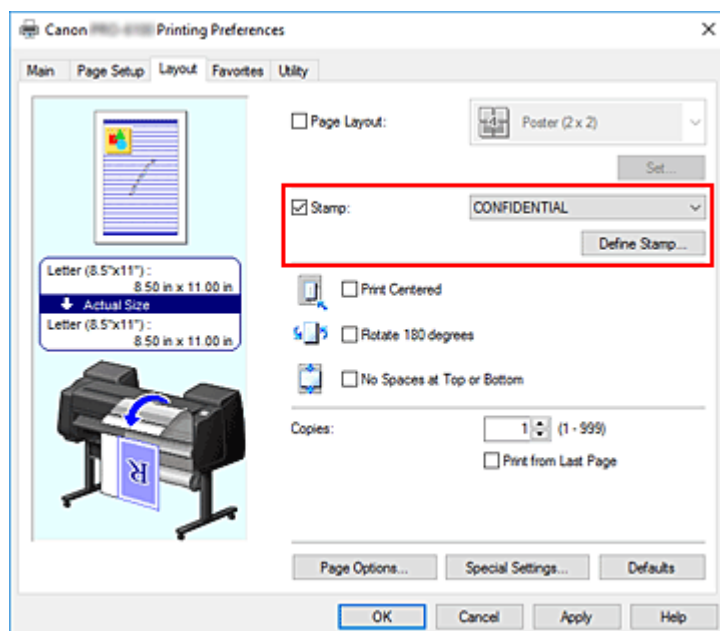 Canon Printing Preferences
Main Page Setup Layout Favorites Utility
Page Layout: Poster (2 x 2)
Set...
Stamp: CONFIDENTIAL
Define Stamp...
Letter (8.5"x11") :
8.50 in x 11.00 in
Actual Size
Letter (8.5"x11") :
8.50 in x 11.00 in
Print Centered
Rotate 180 degrees
No Spaces at Top or Bottom
Copies: 1 (1 - 999)
Print from Last Page
R
Page Options... Special Settings... Defaults
OK Cancel Apply Help